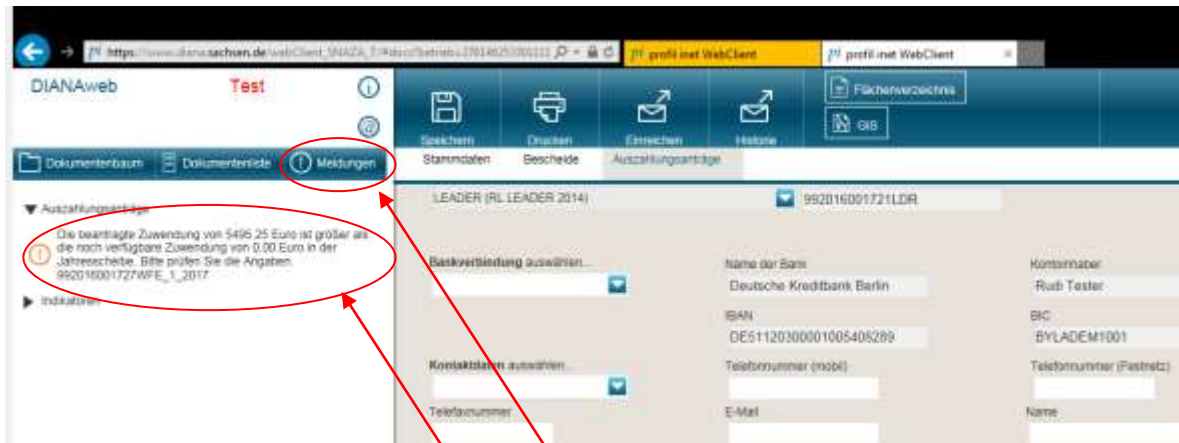 https://www.diana.sachsen.de/webClient_SNAZA_T/#
profil inet WebClient
profil inet WebClient
DIANAweb Test
Speichern Drucken Einreichen Historie
Flächenverzeichnis
GIS
Dokumentenbaum Dokumentenliste Meldungen
Stammdaten Bescheide Auszahlungsanträge
LEADER (RL LEADER 2014) 992016001721LDR
Auszahlungsanträge
Die beantragte Zuwendung von 5495,25 Euro ist größer als
die noch verfügbare Zuwendung von 0,00 Euro in der
Jahresscheibe. Bitte prüfen Sie die Angaben.
992016001727WFE_1_2017
Indikatoren
Bankverbindung auswählen... Name der Bank Kontoinhaber
Deutsche Kreditbank Berlin Rudi Tester
IBAN BIC
DE51120300001005405289 BYLADEM1001
Kontaktdaten auswählen... Telefonnummer (mobil) Telefonnummer (Festnetz)
Telefaxnummer E-Mail Name